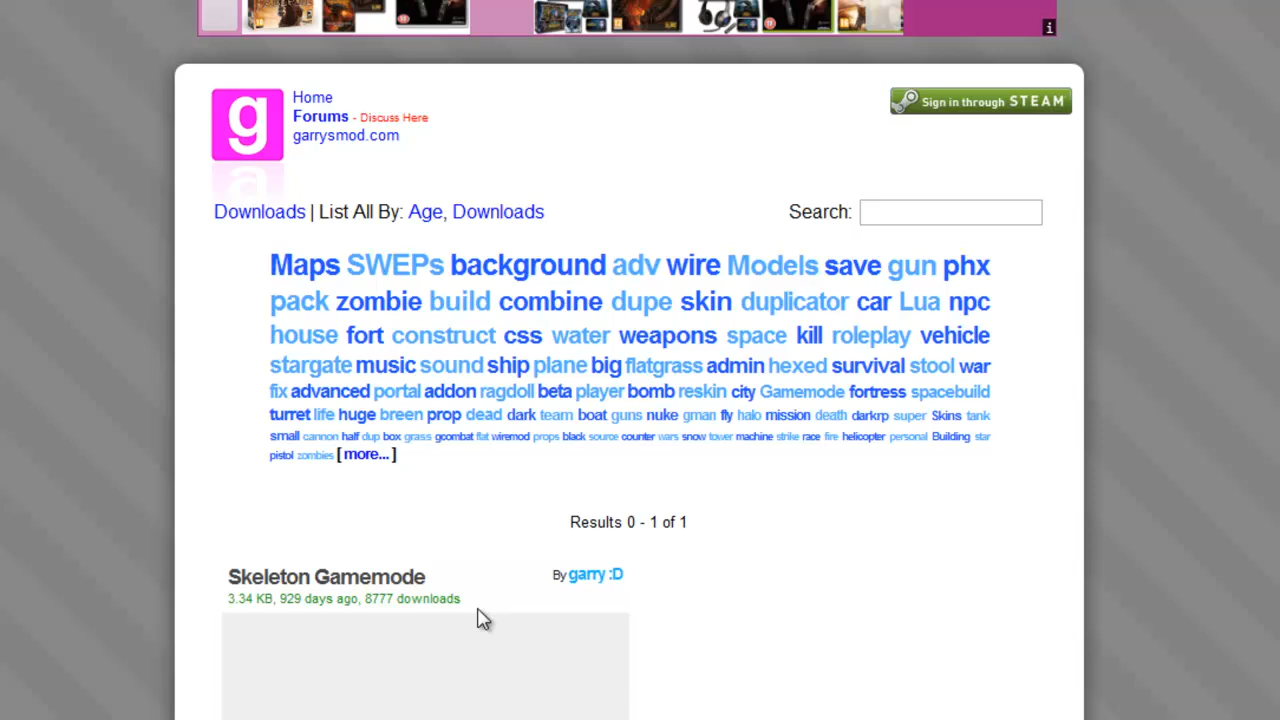 i
g
Home
Forums - Discuss Here
garrysmod.com
Sign in through STEAM
Downloads | List All By: Age, Downloads
Search:
Maps SWEPs background adv wire Models save gun phx
pack zombie build combine dupe skin duplicator car Lua npc
house fort construct css water weapons space kill roleplay vehicle
stargate music sound ship plane big flatgrass admin hexed survival stool war
fix advanced portal addon ragdoll beta player bomb reskin city Gamemode fortress spacebuild
turret life huge breen prop dead dark team boat guns nuke gman fly halo mission death darkrp super Skins tank
small cannon half dup box grass gcombat flat wiremod props black source counter wars snow tower machine strike race fire helicopter personal Building star
pistol zombies [ more... ]
Results 0 - 1 of 1
Skeleton Gamemode
By garry :D
3.34 KB, 929 days ago, 8777 downloads